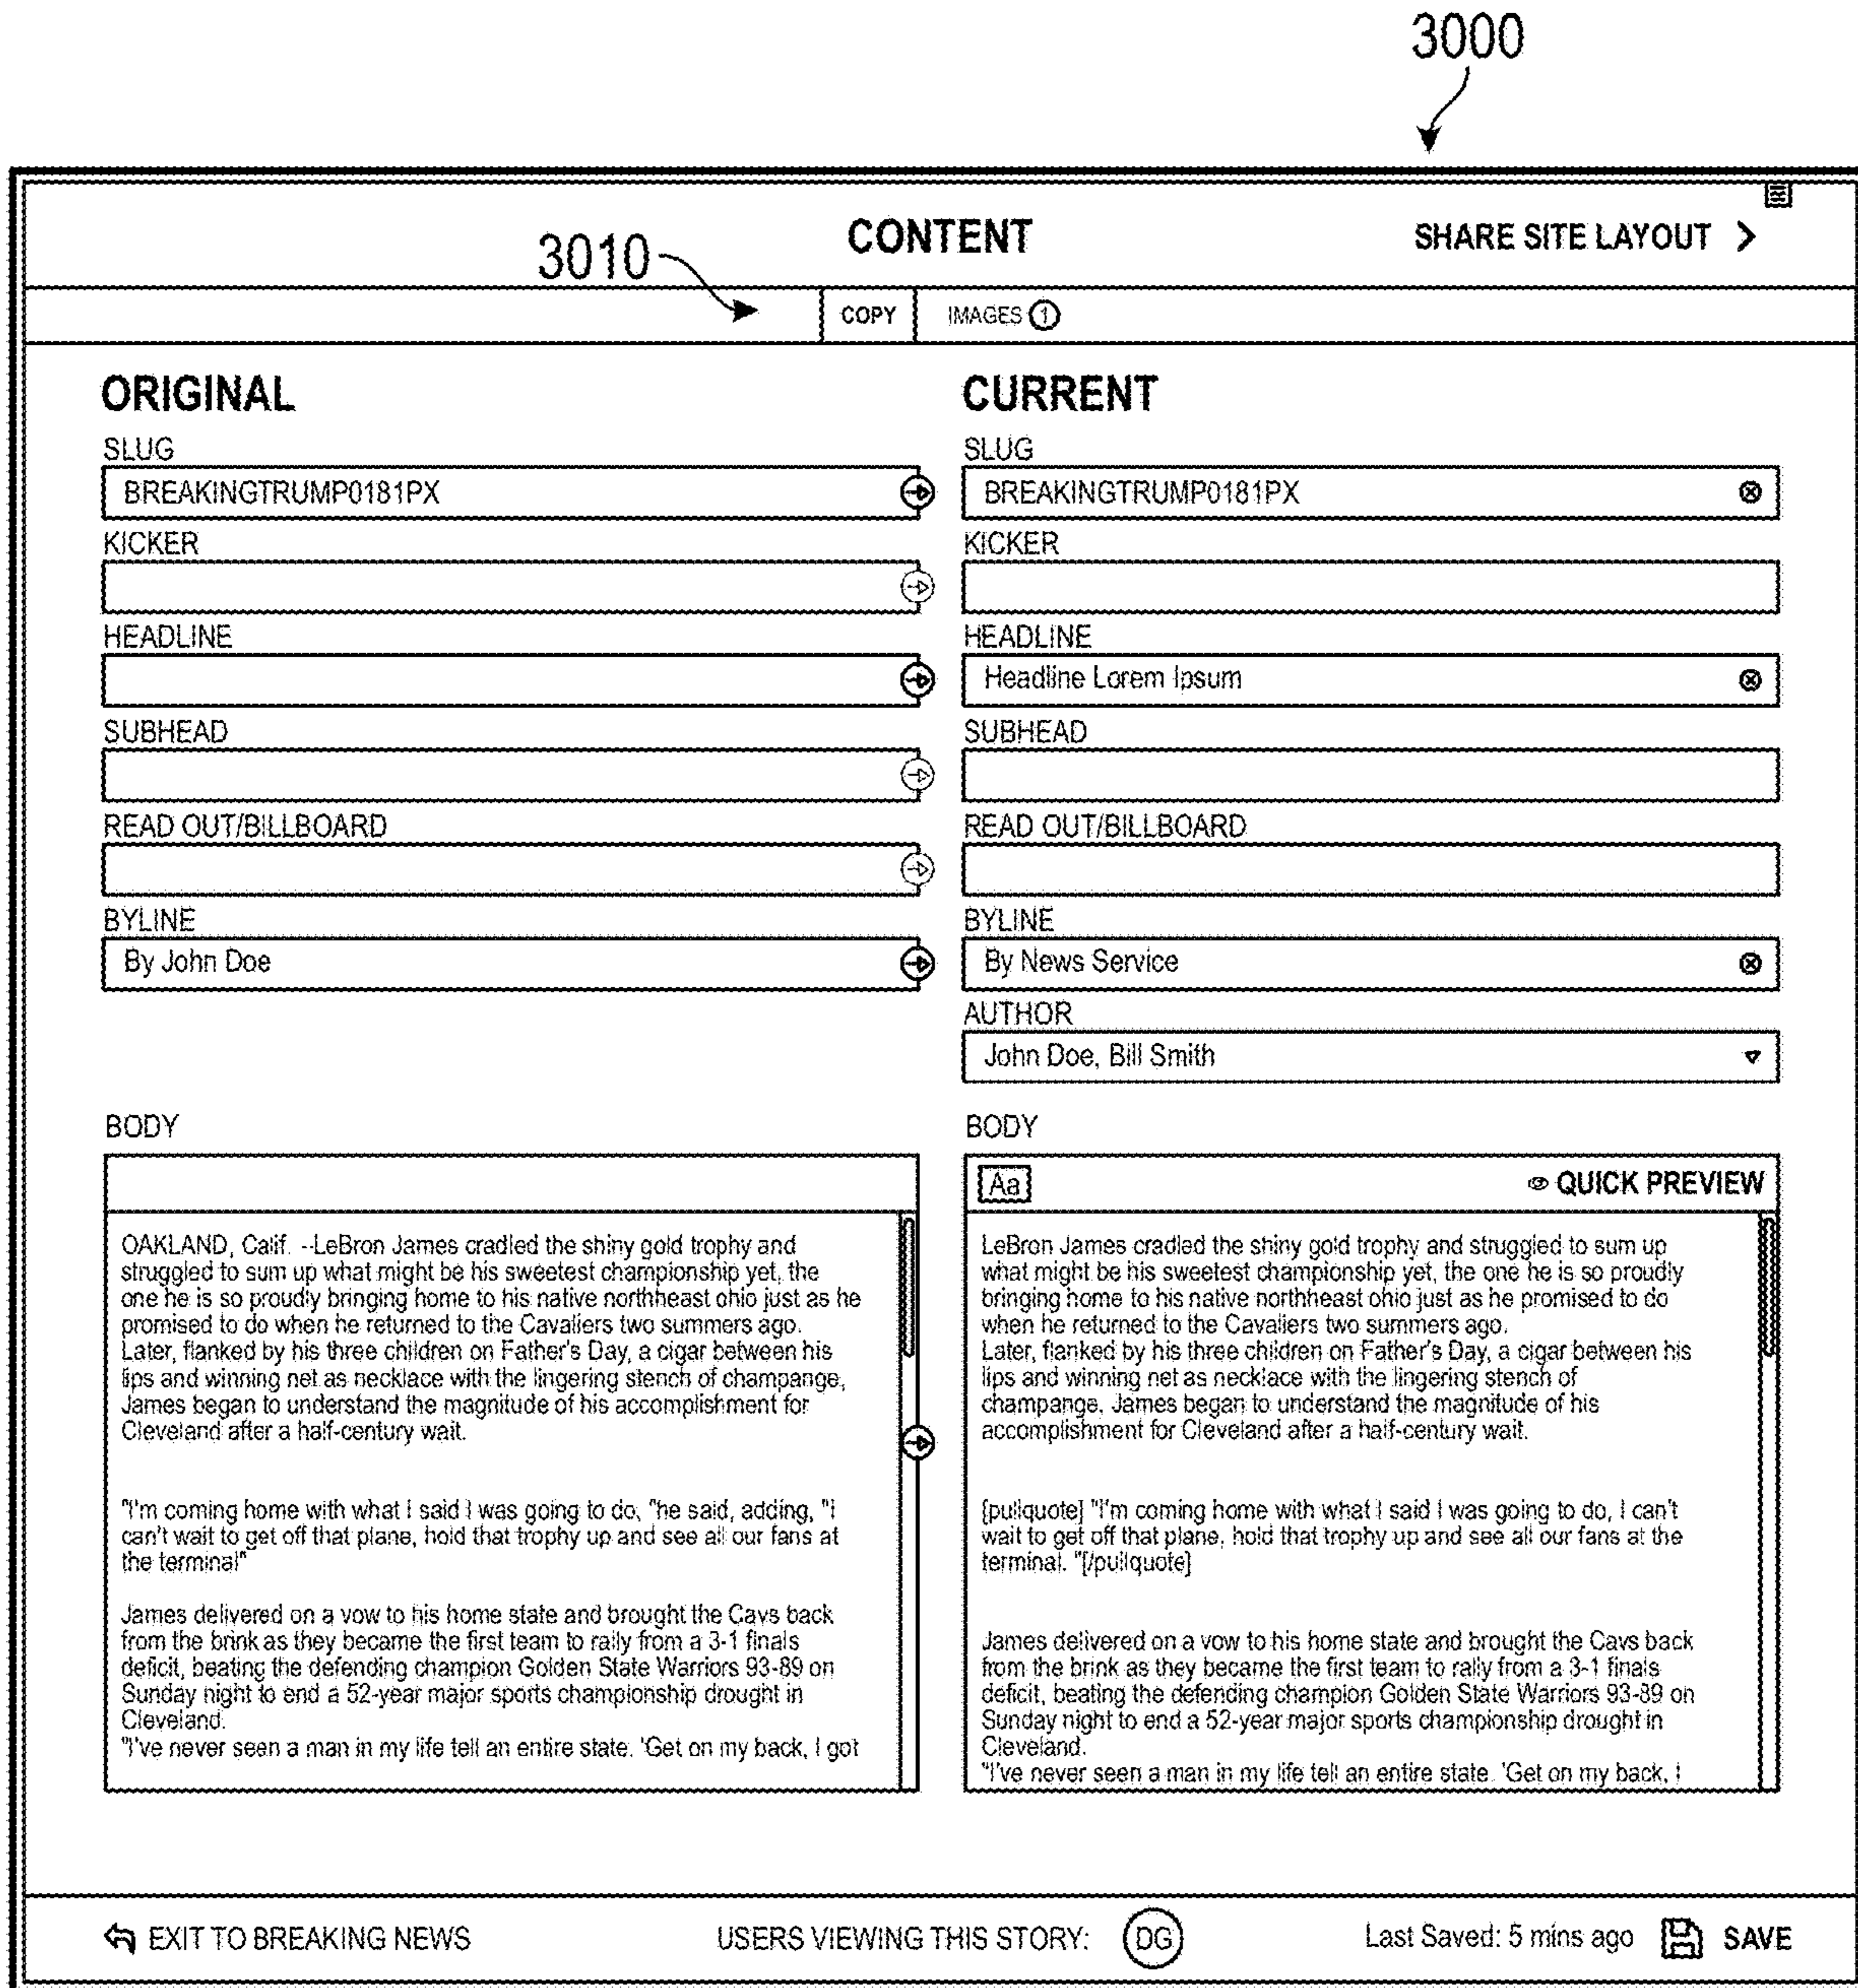 3000
CONTENT
SHARE SITE LAYOUT
3010
COPY
IMAGES 1
ORIGINAL
SLUG
BREAKINGTRUMP0181PX
KICKER
HEADLINE
SUBHEAD
READ OUT/BILLBOARD
BYLINE
By John Doe
BODY
OAKLAND, Calif. --LeBron James cradled the shiny gold trophy and
struggled to sum up what might be his sweetest championship yet, the
one he is so proudly bringing home to his native northheast ohio just as he
promised to do when he returned to the Cavaliers two summers ago.
Later, flanked by his three children on Father's Day, a cigar between his
lips and winning net as necklace with the lingering stench of champange,
James began to understand the magnitude of his accomplishment for
Cleveland after a half-century wait.
"I'm coming home with what I said I was going to do, "he said, adding, "I
can't wait to get off that plane, hold that trophy up and see all our fans at
the terminal"
James delivered on a vow to his home state and brought the Cavs back
from the brink as they became the first team to rally from a 3-1 finals
deficit, beating the defending champion Golden State Warriors 93-89 on
Sunday night to end a 52-year major sports championship drought in
Cleveland.
"I've never seen a man in my life tell an entire state. 'Get on my back, I got
CURRENT
SLUG
BREAKINGTRUMP0181PX
KICKER
HEADLINE
Headline Lorem Ipsum
SUBHEAD
READ OUT/BILLBOARD
BYLINE
By News Service
AUTHOR
John Doe, Bill Smith
BODY
Aa
QUICK PREVIEW
LeBron James cradled the shiny gold trophy and struggled to sum up
what might be his sweetest championship yet, the one he is so proudly
bringing home to his native northheast ohio just as he promised to do
when he returned to the Cavaliers two summers ago.
Later, flanked by his three children on Father's Day, a cigar between his
lips and winning net as necklace with the lingering stench of
champange, James began to understand the magnitude of his
accomplishment for Cleveland after a half-century wait.
[pullquote] "I'm coming home with what I said I was going to do, I can't
wait to get off that plane, hold that trophy up and see all our fans at the
terminal. "[/pullquote]
James delivered on a vow to his home state and brought the Cavs back
from the brink as they became the first team to rally from a 3-1 finals
deficit, beating the defending champion Golden State Warriors 93-89 on
Sunday night to end a 52-year major sports championship drought in
Cleveland.
"I've never seen a man in my life tell an entire state. 'Get on my back, I
EXIT TO BREAKING NEWS
USERS VIEWING THIS STORY:
DG
Last Saved: 5 mins ago
SAVE